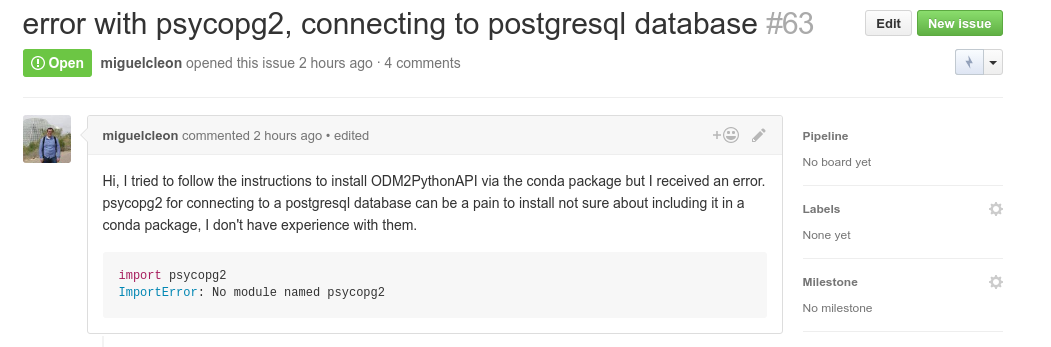 error with psycopg2, connecting to postgresql database #63
Edit
New issue
Open
miguelcleon opened this issue 2 hours ago · 4 comments
miguelcleon commented 2 hours ago • edited
Hi, I tried to follow the instructions to install ODM2PythonAPI via the conda package but I received an error.
psycopg2 for connecting to a postgresql database can be a pain to install not sure about including it in a
conda package, I don't have experience with them.
import psycopg2
ImportError: No module named psycopg2
Pipeline
No board yet
Labels
None yet
Milestone
No milestone